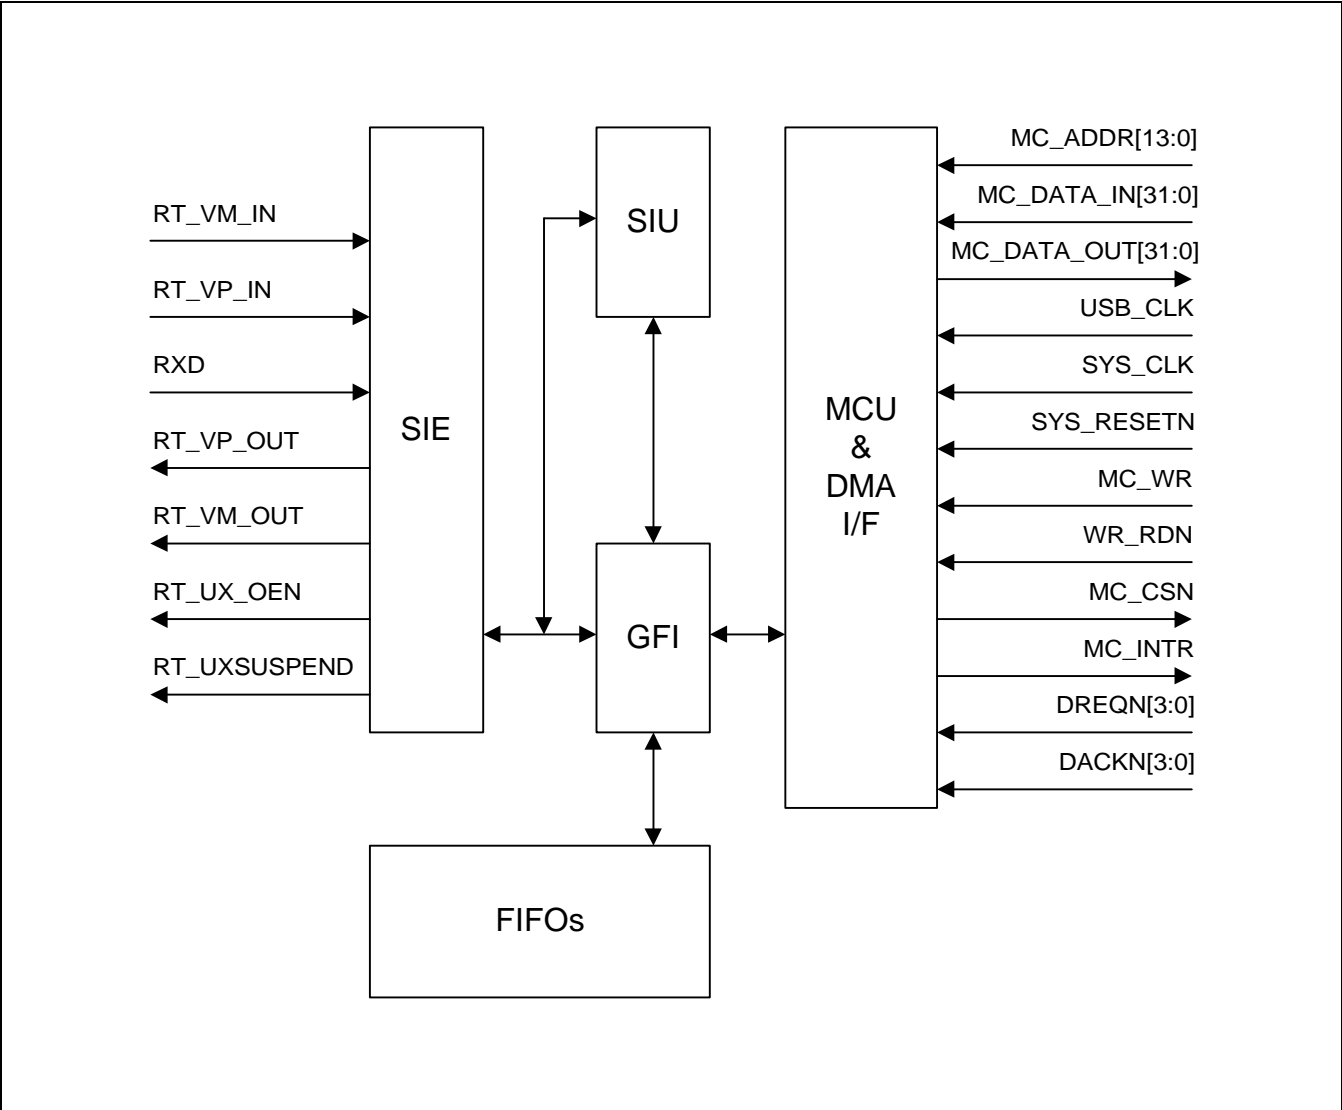 RT_VM_IN
RT_VP_IN
RXD
RT_VP_OUT
RT_VM_OUT
RT_UX_OEN
RT_UXSUSPEND
SIE
SIU
GFI
FIFOs
MCU
&
DMA
I/F
MC_ADDR[13:0]
MC_DATA_IN[31:0]
MC_DATA_OUT[31:0]
USB_CLK
SYS_CLK
SYS_RESETN
MC_WR
WR_RDN
MC_CSN
MC_INTR
DREQN[3:0]
DACKN[3:0]